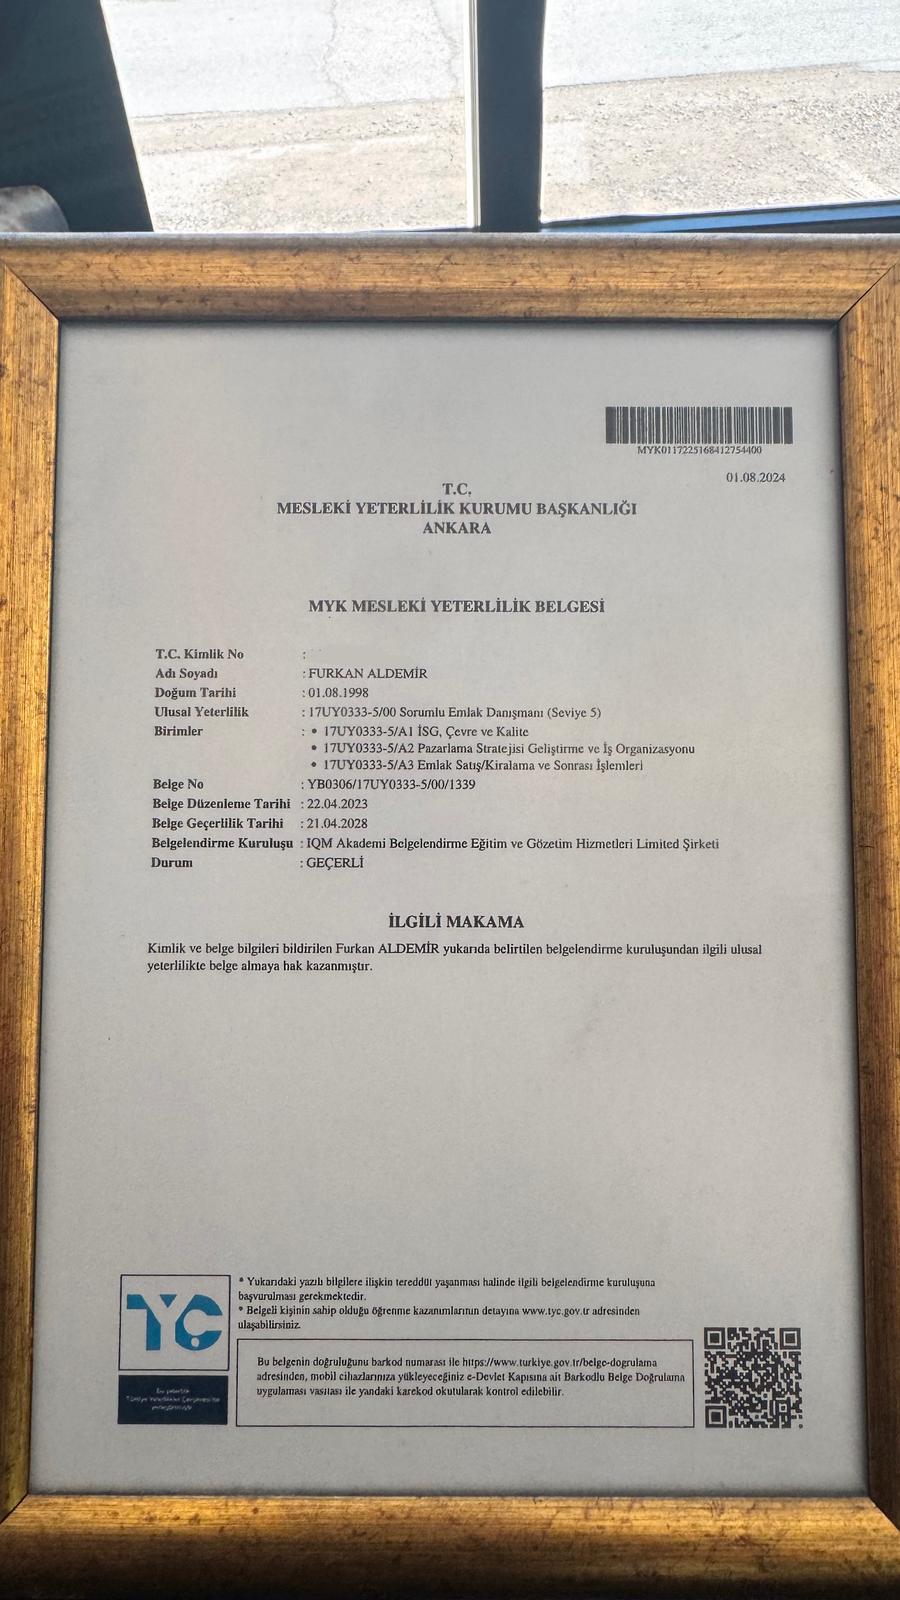 MYK0117225168412754400
01.08.2024
T.C.
MESLEKİ YETERLİLİK KURUMU BAŞKANLIĞI
ANKARA
MYK MESLEKİ YETERLİLİK BELGESİ
T.C. Kimlik No :
Adı Soyadı : FURKAN ALDEMİR
Doğum Tarihi : 01.08.1998
Ulusal Yeterlilik : 17UY0333-5/00 Sorumlu Emlak Danışmanı (Seviye 5)
Birimler : • 17UY0333-5/A1 İSG, Çevre ve Kalite
• 17UY0333-5/A2 Pazarlama Stratejisi Geliştirme ve İş Organizasyonu
• 17UY0333-5/A3 Emlak Satış/Kiralama ve Sonrası İşlemleri
Belge No : YB0306/17UY0333-5/00/1339
Belge Düzenleme Tarihi : 22.04.2023
Belge Geçerlilik Tarihi : 21.04.2028
Belgelendirme Kuruluşu : IQM Akademi Belgelendirme Eğitim ve Gözetim Hizmetleri Limited Şirketi
Durum : GEÇERLİ
İLGİLİ MAKAMA
Kimlik ve belge bilgileri bildirilen Furkan ALDEMİR yukarıda belirtilen belgelendirme kuruluşundan ilgili ulusal
yeterlilikte belge almaya hak kazanmıştır.
* Yukarıdaki yazılı bilgilere ilişkin tereddüt yaşanması halinde ilgili belgelendirme kuruluşuna
başvurulması gerekmektedir.
* Belgeli kişinin sahip olduğu öğrenme kazanımlarının detayına www.tyc.gov.tr adresinden
ulaşabilirsiniz.
TYÇ
Bu yeterlilik
Türkiye Yeterlilikler Çerçevesi'ne
yerleştirilmiştir
Bu belgenin doğruluğunu barkod numarası ile https://www.turkiye.gov.tr/belge-dogrulama
adresinden, mobil cihazlarınıza yükleyeceğiniz e-Devlet Kapısına ait Barkodlu Belge Doğrulama
uygulaması vasıtası ile yandaki karekod okutularak kontrol edilebilir.